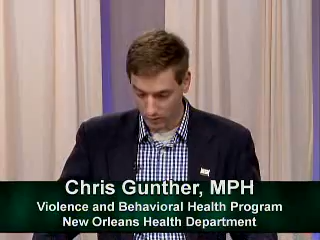 Chris Gunther, MPH
Violence and Behavioral Health Program
New Orleans Health Department